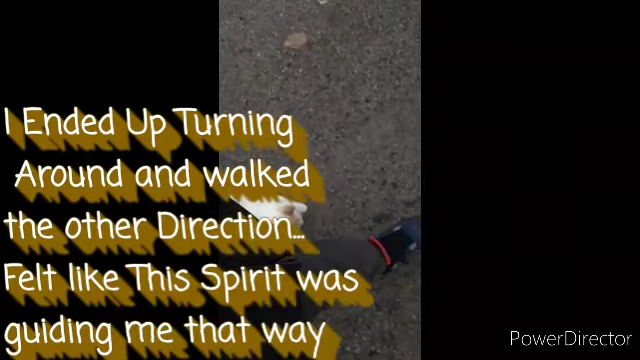 I Ended Up Turning
Around and walked
the other Direction...
Felt like This Spirit was
guiding me that way
PowerDirector